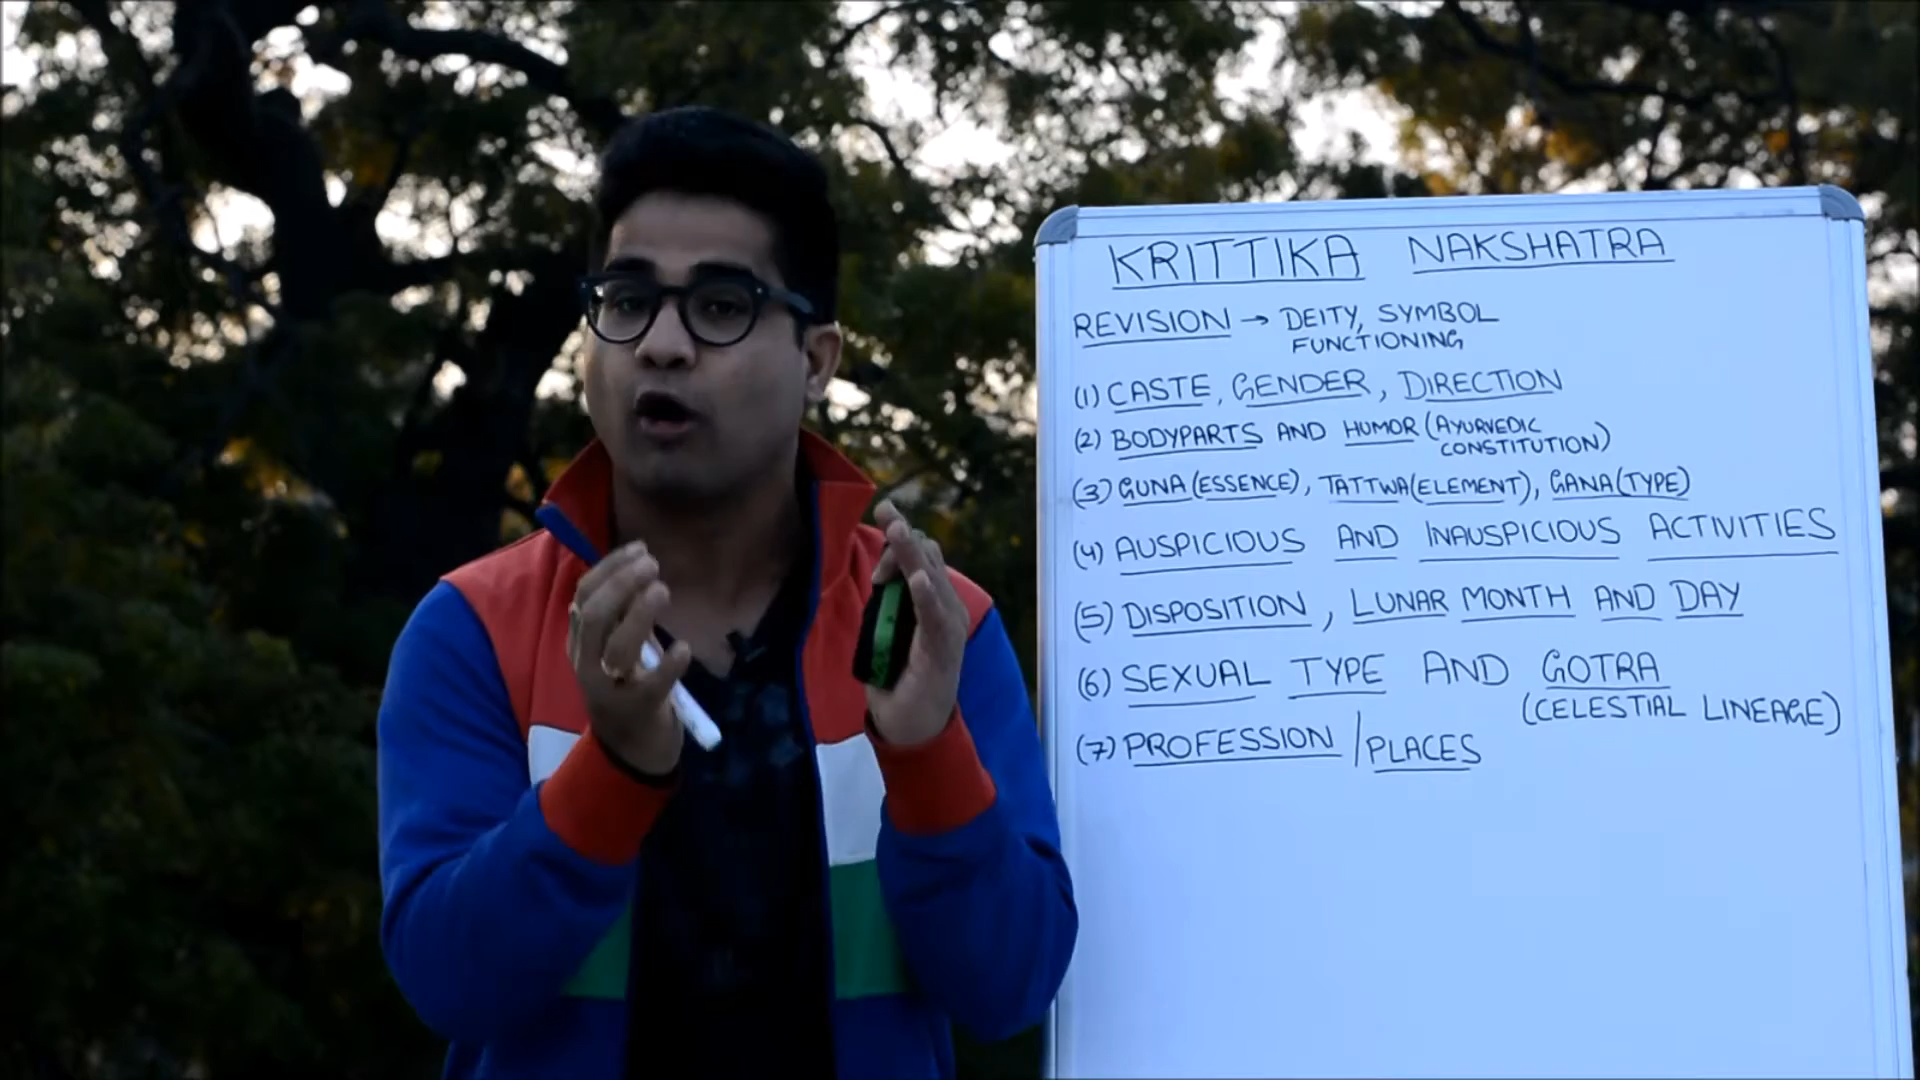 KRITTIKA NAKSHATRA
REVISION → DEITY, SYMBOL
FUNCTIONING
(1) CASTE, GENDER, DIRECTION
(2) BODYPARTS AND HUMOR (AYURVEDIC
CONSTITUTION)
(3) GUNA (ESSENCE), TATTWA (ELEMENT), GANA (TYPE)
(4) AUSPICIOUS AND INAUSPICIOUS ACTIVITIES
(5) DISPOSITION, LUNAR MONTH AND DAY
(6) SEXUAL TYPE AND GOTRA
(CELESTIAL LINEAGE)
(7) PROFESSION / PLACES